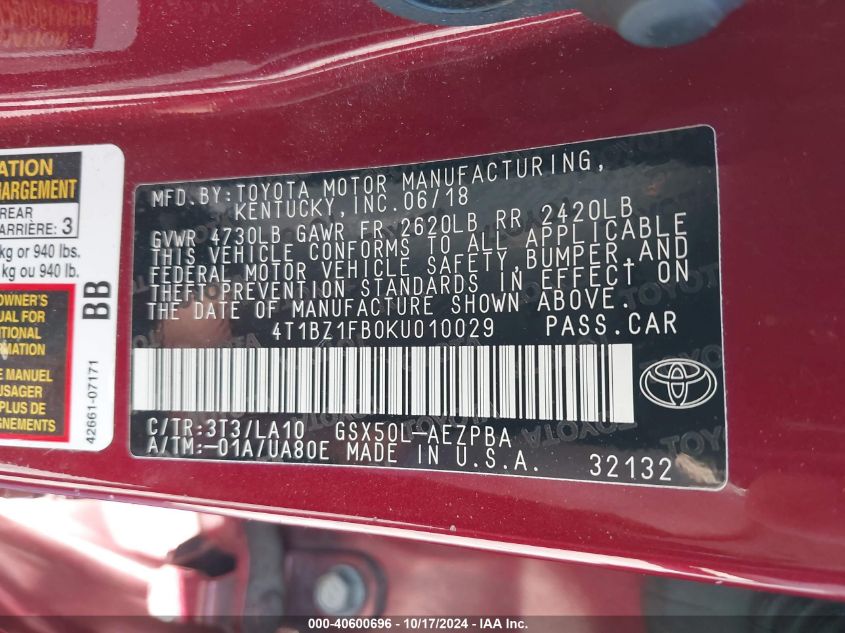 ATION
HARGEMENT
REAR
ARRIÈRE: 3
kg or 940 lbs.
kg ou 940 lb.
OWNER'S
UAL FOR
MORE
RMATION
LE MANUEL
USAGER
PLUS DE
BB
42661-07171
MFD.BY:TOYOTA MOTOR MANUFACTURING,
KENTUCKY,INC.06/18
GVWR 4730LB GAWR FR 2620LB RR 2420LB
THIS VEHICLE CONFORMS TO ALL APPLICABLE
FEDERAL MOTOR VEHICLE SAFETY,BUMPER,AND
THEFT-PREVENTION STANDARDS IN EFFECT ON
THE DATE OF MANUFACTURE SHOWN ABOVE.
4T1BZ1FB0KU010029 PASS.CAR
C/TR:3T3/LA10 GSX50L-AEZPBA
A/TM:-01A/UA80E MADE IN U.S.A. 32132
000-40600696 - 10/17/2024 - IAA Inc.